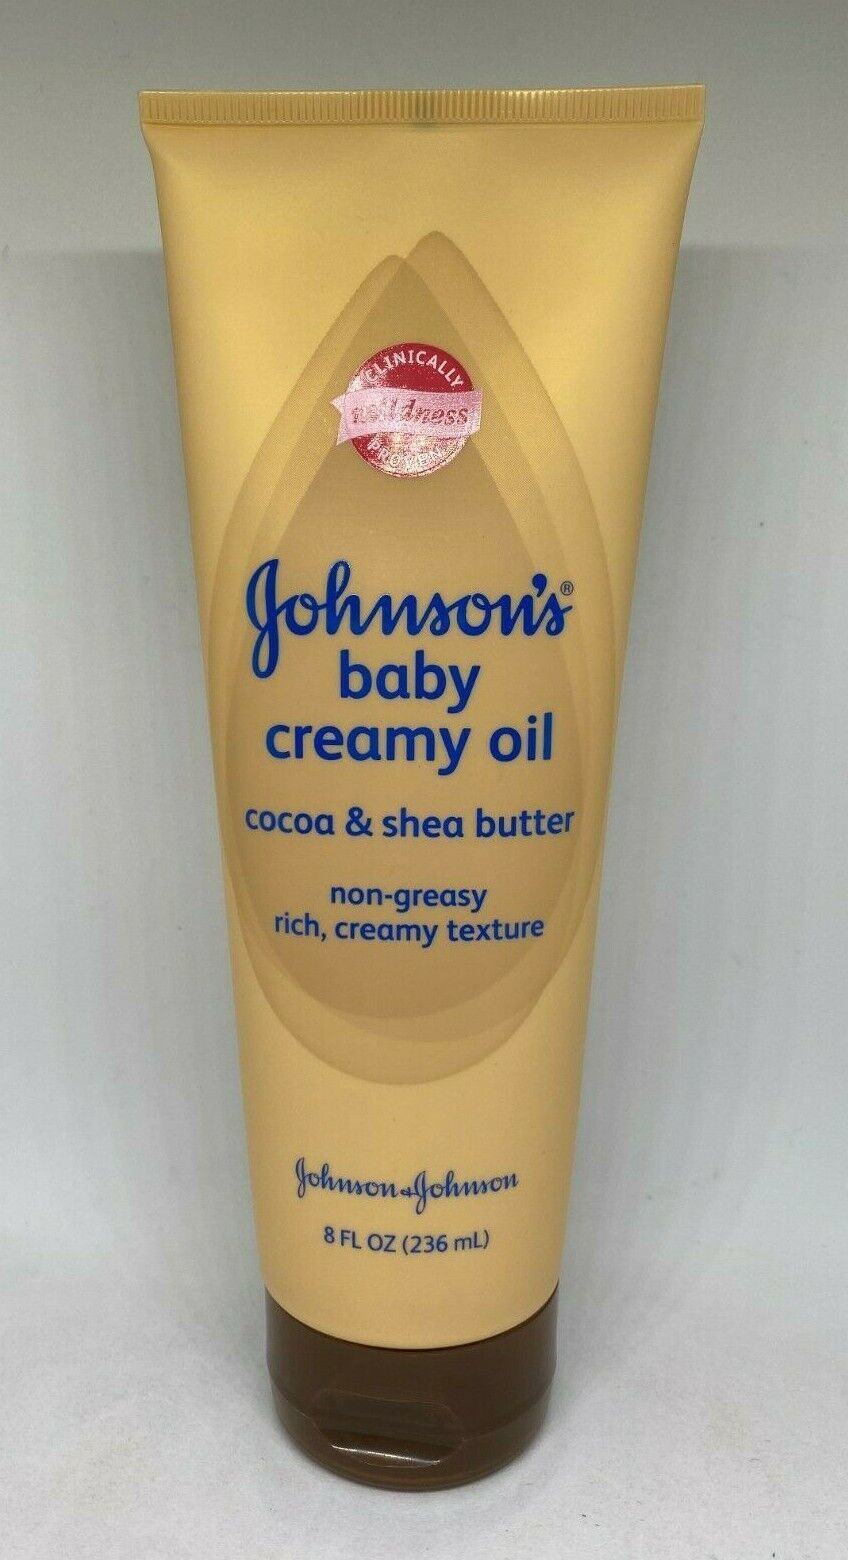 CLINICALLY
mildness
PROVEN
Johnson's®
baby
creamy oil
cocoa & shea butter
non-greasy
rich, creamy texture
Johnson & Johnson
8 FL OZ (236 mL)